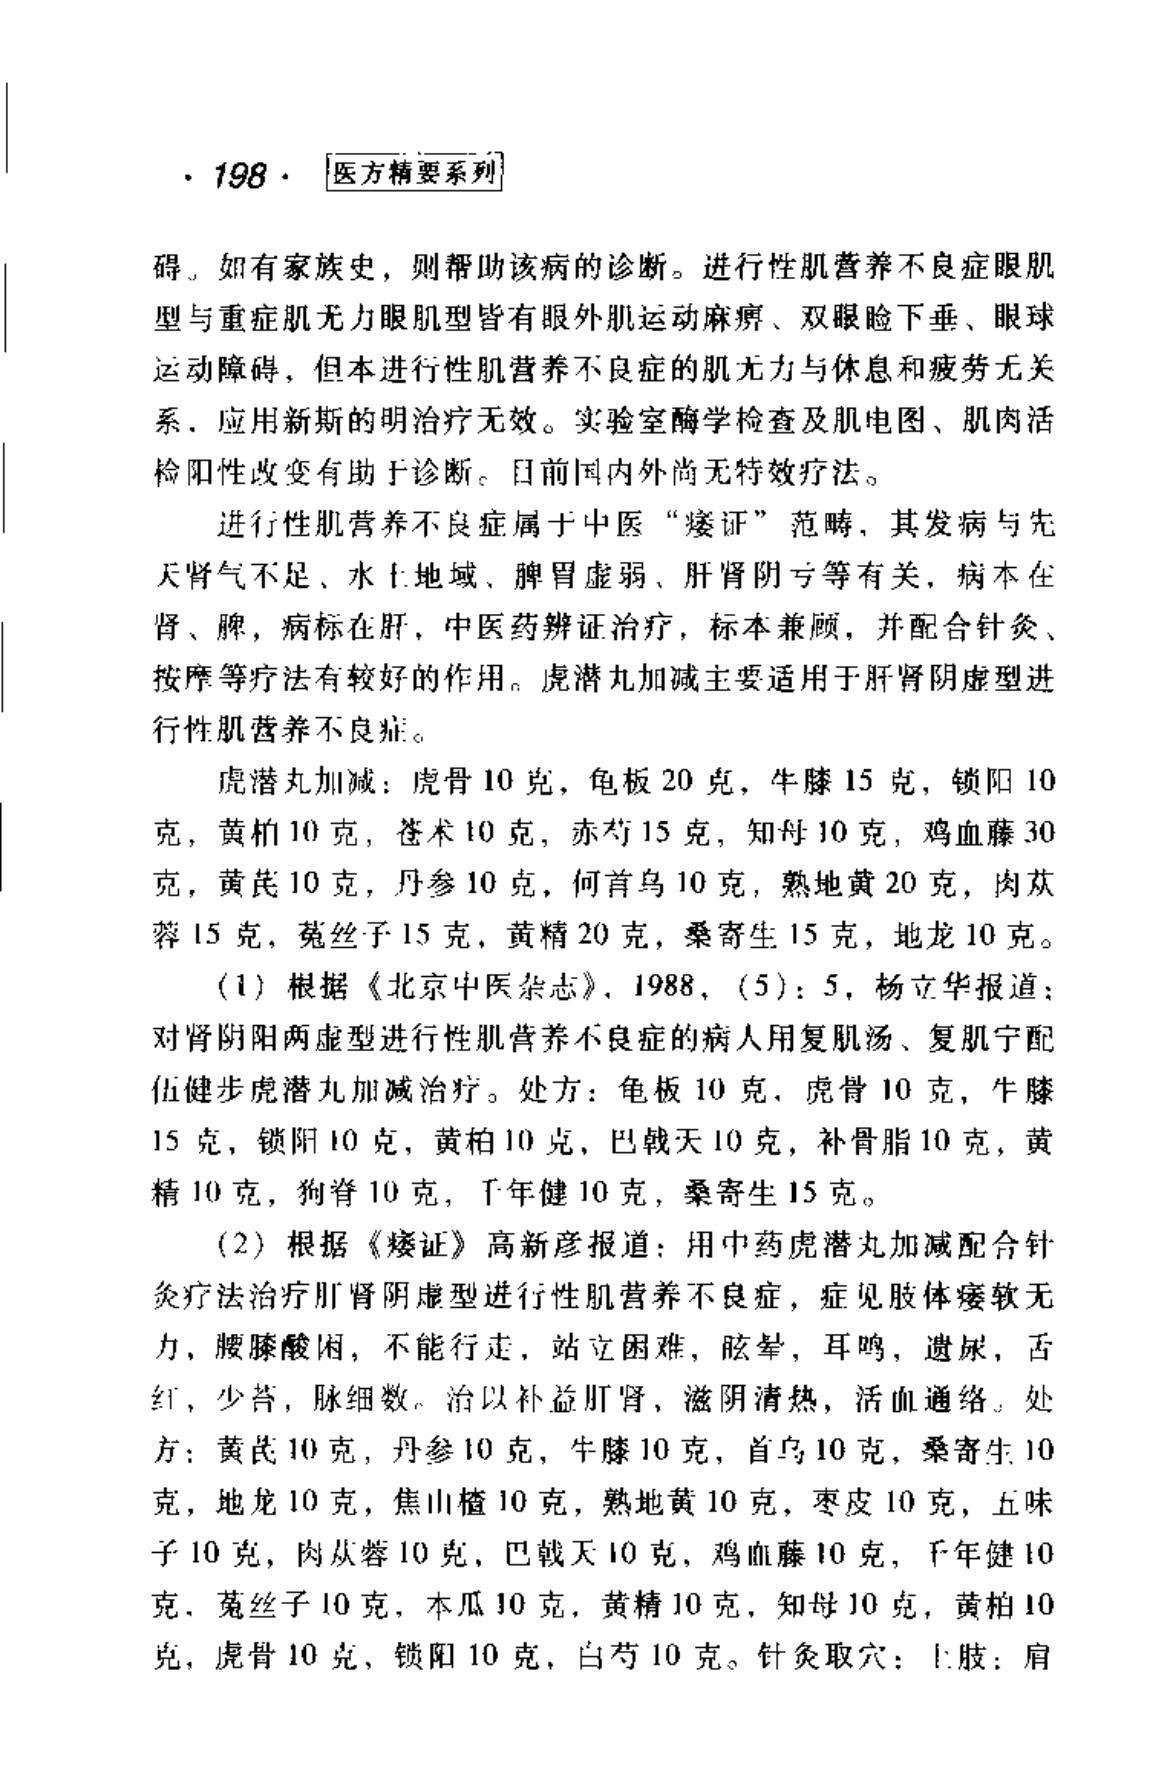 · 198 · 医方精要系列
碍。如有家族史，则帮助该病的诊断。进行性肌营养不良症眼肌
型与重症肌无力眼肌型皆有眼外肌运动麻痹、双眼睑下垂、眼球
运动障碍，但本进行性肌营养不良症的肌无力与休息和疲劳无关
系，应用新斯的明治疗无效。实验室酶学检查及肌电图、肌肉活
检阳性改变有助于诊断。目前国内外尚无特效疗法。
进行性肌营养不良症属于中医“痿证”范畴，其发病与先
天肾气不足、水土地域、脾胃虚弱、肝肾阴亏等有关，病本在
肾、脾，病标在肝，中医药辨证治疗，标本兼顾，并配合针灸、
按摩等疗法有较好的作用。虎潜丸加减主要适用于肝肾阴虚型进
行性肌营养不良症。
虎潜丸加减：虎骨 10 克，龟板 20 克，牛膝 15 克，锁阳 10
克，黄柏 10 克，苍术 10 克，赤芍 15 克，知母 10 克，鸡血藤 30
克，黄芪 10 克，丹参 10 克，何首乌 10 克，熟地黄 20 克，肉苁
蓉 15 克，菟丝子 15 克，黄精 20 克，桑寄生 15 克，地龙 10 克。
（1）根据《北京中医杂志》，1988，（5）：5，杨立华报道：
对肾阴阳两虚型进行性肌营养不良症的病人用复肌汤、复肌宁配
伍健步虎潜丸加减治疗。处方：龟板 10 克，虎骨 10 克，牛膝
15 克，锁阳 10 克，黄柏 10 克，巴戟天 10 克，补骨脂 10 克，黄
精 10 克，狗脊 10 克，千年健 10 克，桑寄生 15 克。
（2）根据《痿证》高新彦报道：用中药虎潜丸加减配合针
灸疗法治疗肝肾阴虚型进行性肌营养不良症，症见肢体痿软无
力，腰膝酸困，不能行走，站立困难，眩晕，耳鸣，遗尿，舌
红，少苔，脉细数。治以补益肝肾，滋阴清热，活血通络。处
方：黄芪 10 克，丹参 10 克，牛膝 10 克，首乌 10 克，桑寄生 10
克，地龙 10 克，焦山楂 10 克，熟地黄 10 克，枣皮 10 克，五味
子 10 克，肉苁蓉 10 克，巴戟天 10 克，鸡血藤 10 克，千年健 10
克，菟丝子 10 克，木瓜 10 克，黄精 10 克，知母 10 克，黄柏 10
克，虎骨 10 克，锁阳 10 克，白芍 10 克。针灸取穴：上肢：肩